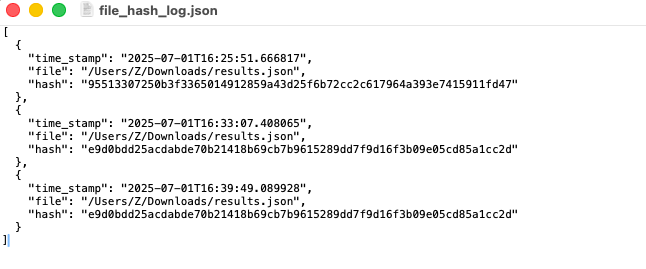 file_hash_log.json
[
  {
    "time_stamp": "2025-07-01T16:25:51.666817",
    "file": "/Users/Z/Downloads/results.json",
    "hash": "95513307250b3f3365014912859a43d25f6b72cc2c617964a393e7415911fd47"
  },
  {
    "time_stamp": "2025-07-01T16:33:07.408065",
    "file": "/Users/Z/Downloads/results.json",
    "hash": "e9d0bdd25acdabde70b21418b69cb7b9615289dd7f9d16f3b09e05cd85a1cc2d"
  },
  {
    "time_stamp": "2025-07-01T16:39:49.089928",
    "file": "/Users/Z/Downloads/results.json",
    "hash": "e9d0bdd25acdabde70b21418b69cb7b9615289dd7f9d16f3b09e05cd85a1cc2d"
  }
]